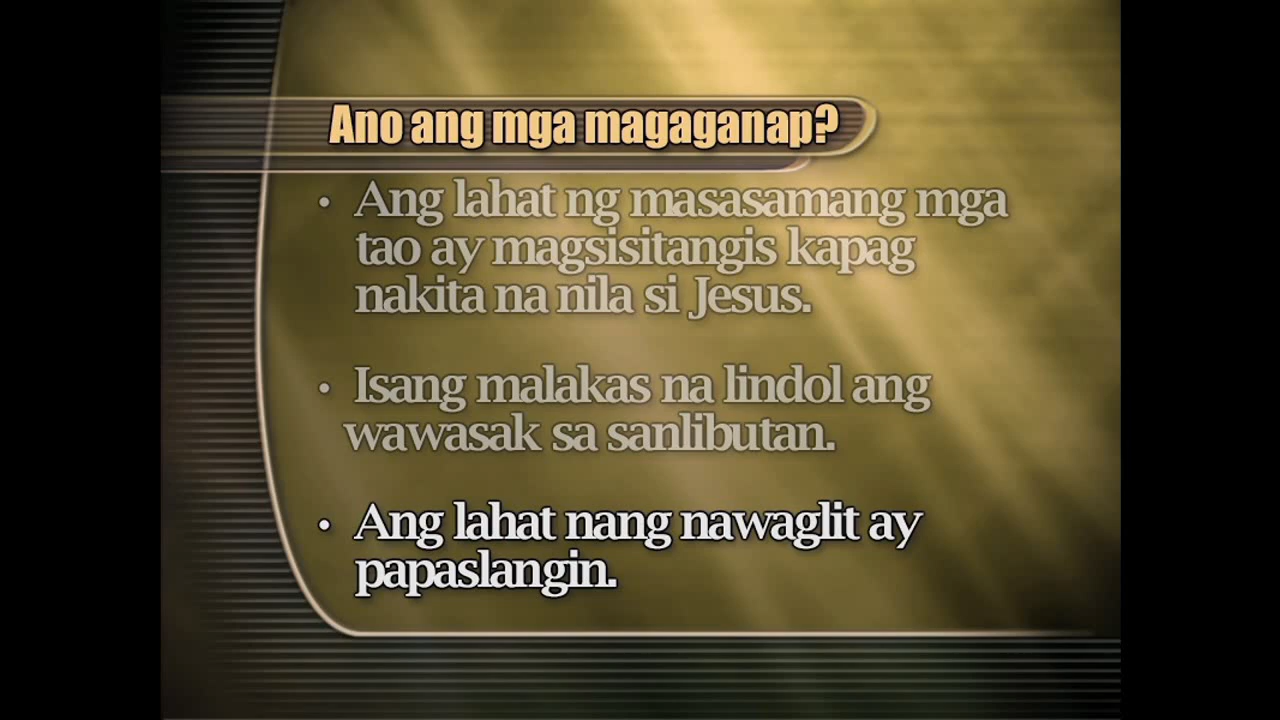 Ano ang mga magaganap?
• Ang lahat ng masasamang mga
tao ay magsisitangis kapag
nakita na nila si Jesus.
• Isang malakas na lindol ang
wawasak sa sanlibutan.
• Ang lahat nang nawaglit ay
papaslangin.